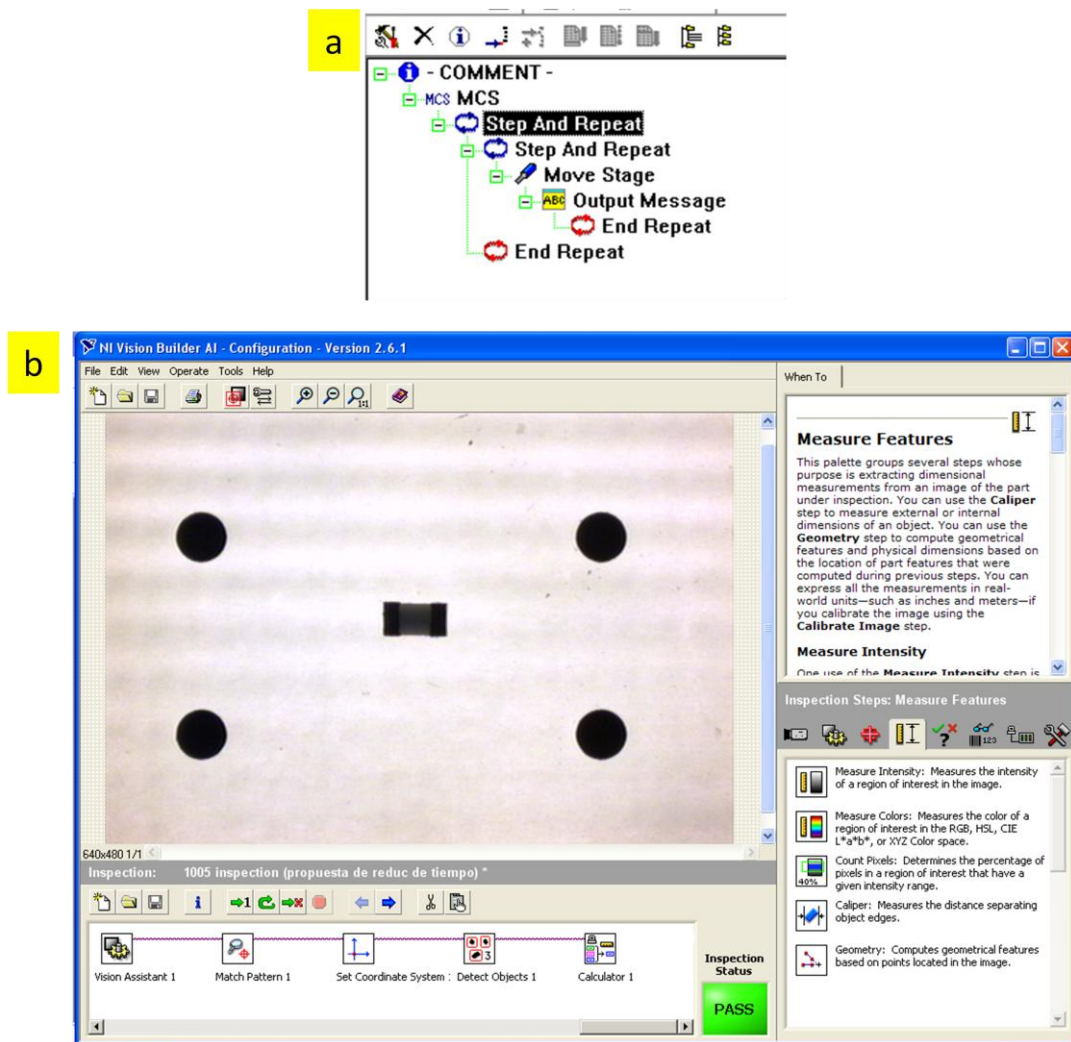 a
- COMMENT -
MCS MCS
Step And Repeat
Step And Repeat
Move Stage
ABC Output Message
End Repeat
End Repeat
b
NI Vision Builder AI - Configuration - Version 2.6.1
File Edit View Operate Tools Help
1:1
640x480 1/1
Inspection: 1005 inspection (propuesta de reduc de tiempo) *
1
3
Vision Assistant 1
Match Pattern 1
Set Coordinate System :
Detect Objects 1
Calculator 1
Inspection
Status
PASS
When To
Measure Features
This palette groups several steps whose
purpose is extracting dimensional
measurements from an image of the part
under inspection. You can use the Caliper
step to measure external or internal
dimensions of an object. You can use the
Geometry step to compute geometrical
features and physical dimensions based on
the location of part features that were
computed during previous steps. You can
express all the measurements in real-
world units—such as inches and meters—if
you calibrate the image using the
Calibrate Image step.
Measure Intensity
One use of the Measure Intensity step is
Inspection Steps: Measure Features
? 123
Measure Intensity: Measures the intensity
of a region of interest in the image.
Measure Colors: Measures the color of a
region of interest in the RGB, HSL, CIE
L*a*b*, or XYZ Color space.
Count Pixels: Determines the percentage of
pixels in a region of interest that have a
given intensity range.
40%
Caliper: Measures the distance separating
object edges.
Geometry: Computes geometrical features
based on points located in the image.